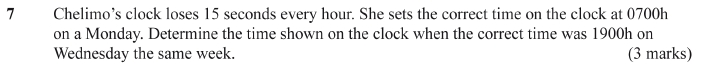 7 Chelimo's clock loses 15 seconds every hour. She sets the correct time on the clock at 0700h
on a Monday. Determine the time shown on the clock when the correct time was 1900h on
Wednesday the same week. (3 marks)